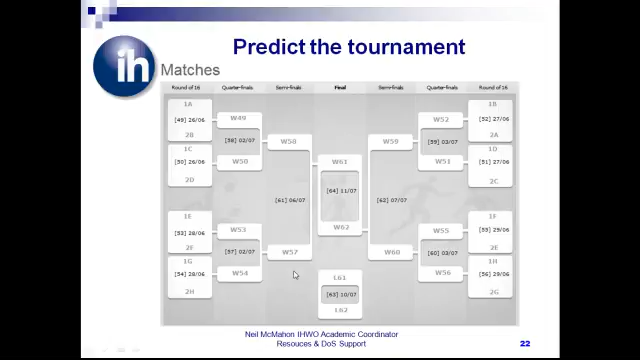 Predict the tournament
ih
Matches
Round of 16
Quarter-finals
Semi-finals
Final
Semi-finals
Quarter-finals
Round of 16
1A
[49] 26/06
2B
1C
[50] 26/06
2D
1E
[53] 28/06
2F
1G
[54] 28/06
2H
W49
[58] 02/07
W50
W53
[57] 02/07
W54
W58
[61] 06/07
W57
W61
[64] 11/07
W62
L61
[63] 10/07
L62
W59
[62] 07/07
W60
W52
[59] 03/07
W51
W55
[60] 03/07
W56
1B
[52] 27/06
2A
1D
[51] 27/06
2C
1F
[55] 29/06
2E
1H
[56] 29/06
2G
Neil McMahon IHWO Academic Coordinator
Resouces & DoS Support
22